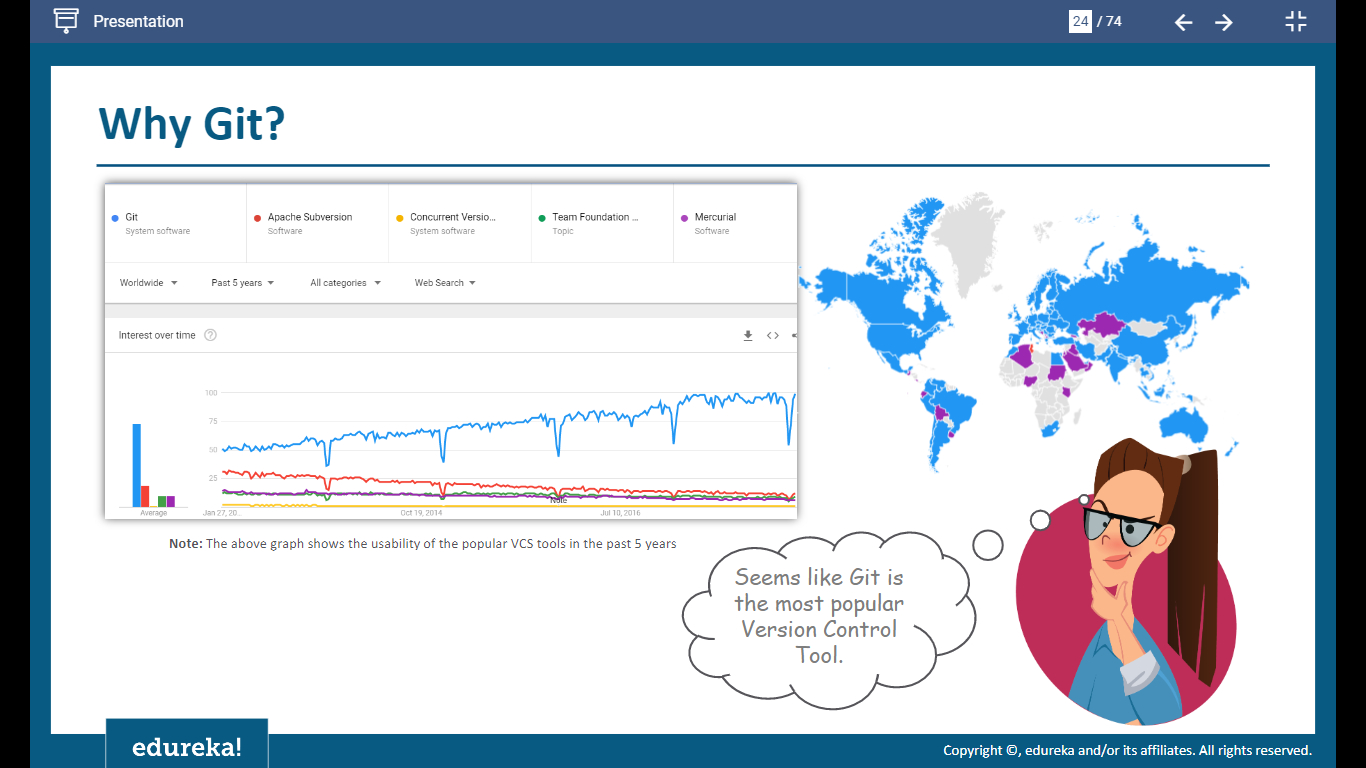 Presentation
24 / 74
Why Git?
Git
System software
Apache Subversion
Software
Concurrent Versio...
System software
Team Foundation ...
Topic
Mercurial
Software
Worldwide
Past 5 years
All categories
Web Search
Interest over time
?
100
75
50
25
Average
Jan 27, 20...
Oct 19, 2014
Jul 10, 2016
Note
Note: The above graph shows the usability of the popular VCS tools in the past 5 years
Seems like Git is
the most popular
Version Control
Tool.
edureka!
Copyright ©, edureka and/or its affiliates. All rights reserved.